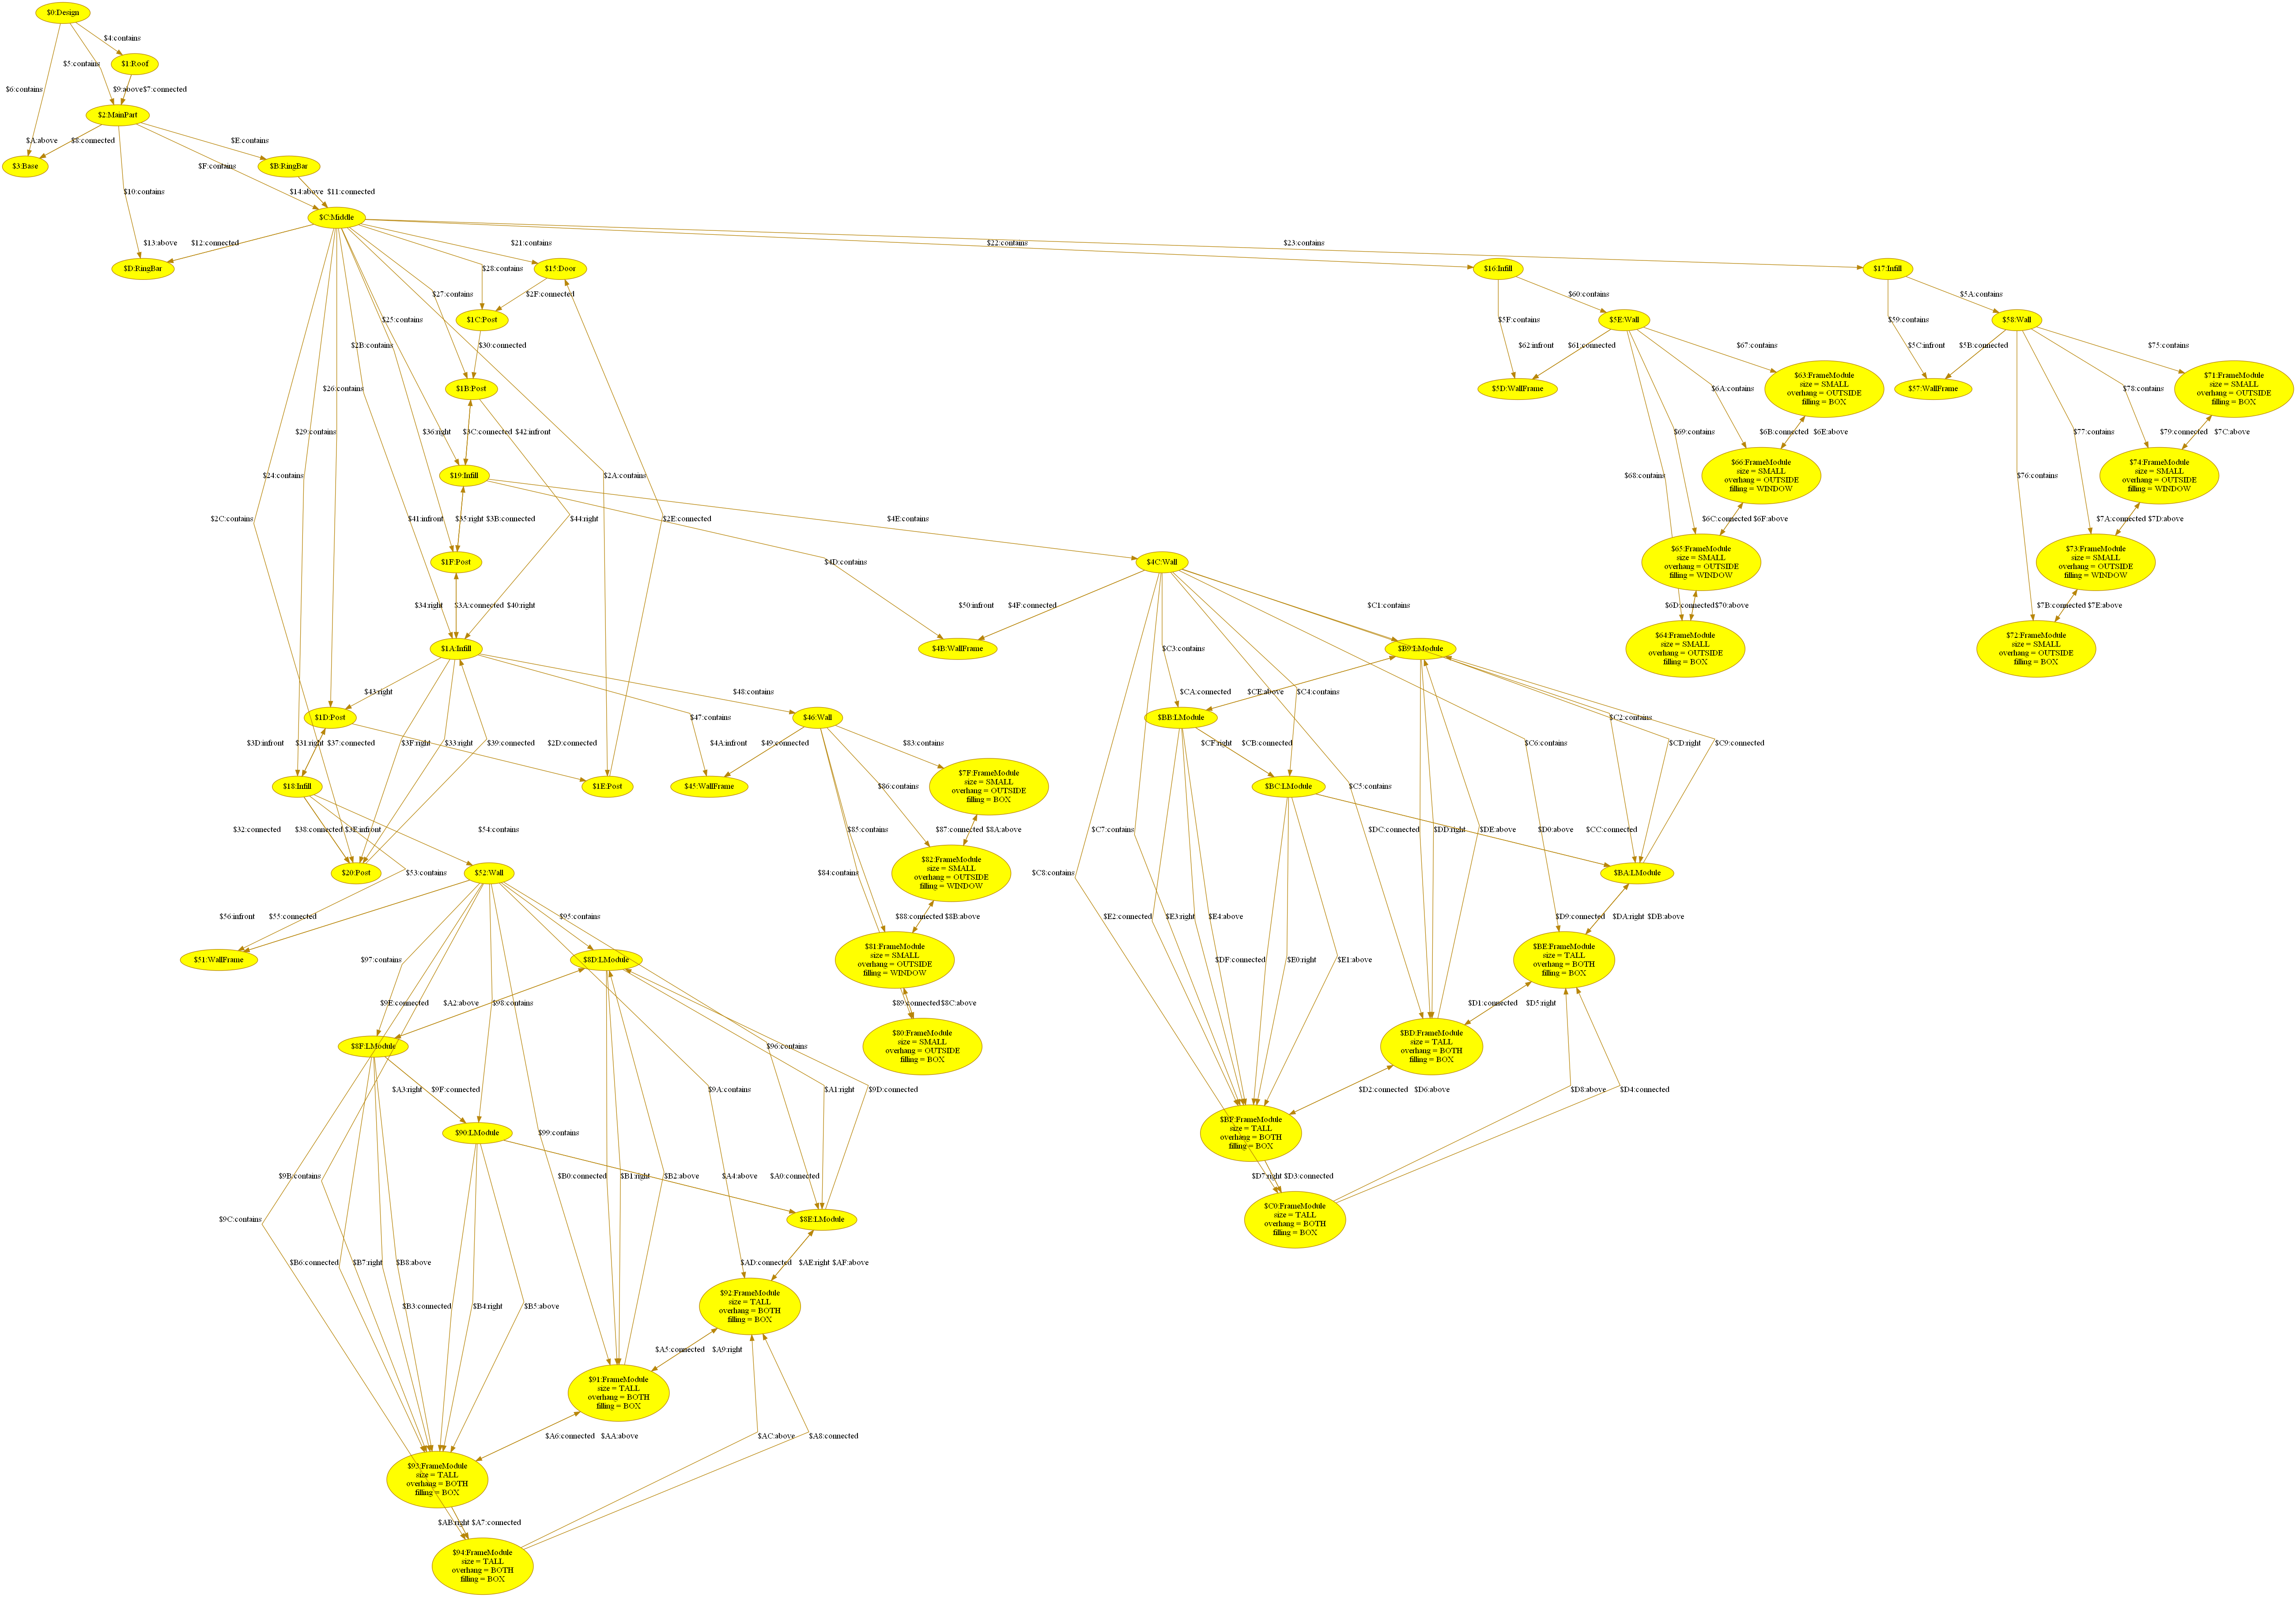 $0:Design
$4:contains
$5:contains
$1:Roof
$6:contains
$9:above
$7:connected
$2:MainPart
$A:above
$8:connected
$E:contains
$3:Base
$F:contains
$B:RingBar
$10:contains
$14:above
$11:connected
$C:Middle
$13:above
$12:connected
$21:contains
$22:contains
$23:contains
$D:RingBar
$28:contains
$15:Door
$16:Infill
$17:Infill
$27:contains
$2F:connected
$60:contains
$5A:contains
$25:contains
$1C:Post
$5F:contains
$5E:Wall
$59:contains
$58:Wall
$2B:contains
$30:connected
$62:infront
$61:connected
$67:contains
$5C:infront
$5B:connected
$75:contains
$26:contains
$1B:Post
$5D:WallFrame
$6A:contains
$63:FrameModule
size = SMALL
overhang = OUTSIDE
filling = BOX
$57:WallFrame
$78:contains
$71:FrameModule
size = SMALL
overhang = OUTSIDE
filling = BOX
$29:contains
$36:right
$3C:connected
$42:infront
$69:contains
$6B:connected
$6E:above
$77:contains
$79:connected
$7C:above
$24:contains
$19:Infill
$2A:contains
$68:contains
$66:FrameModule
size = SMALL
overhang = OUTSIDE
filling = WINDOW
$76:contains
$74:FrameModule
size = SMALL
overhang = OUTSIDE
filling = WINDOW
$2C:contains
$41:infront
$35:right
$3B:connected
$44:right
$2E:connected
$4E:contains
$6C:connected
$6F:above
$7A:connected
$7D:above
$1F:Post
$4D:contains
$4C:Wall
$65:FrameModule
size = SMALL
overhang = OUTSIDE
filling = WINDOW
$73:FrameModule
size = SMALL
overhang = OUTSIDE
filling = WINDOW
$34:right
$3A:connected
$40:right
$50:infront
$4F:connected
$C1:contains
$6D:connected
$70:above
$7B:connected
$7E:above
$1A:Infill
$4B:WallFrame
$C3:contains
$B9:LModule
$64:FrameModule
size = SMALL
overhang = OUTSIDE
filling = BOX
$72:FrameModule
size = SMALL
overhang = OUTSIDE
filling = BOX
$43:right
$48:contains
$CA:connected
$CE:above
$C4:contains
$1D:Post
$47:contains
$46:Wall
$BB:LModule
$C2:contains
$3D:infront
$31:right
$37:connected
$3F:right
$33:right
$39:connected
$2D:connected
$4A:infront
$49:connected
$83:contains
$CF:right
$CB:connected
$C6:contains
$CD:right
$C9:connected
$18:Infill
$1E:Post
$45:WallFrame
$86:contains
$7F:FrameModule
size = SMALL
overhang = OUTSIDE
filling = BOX
$BC:LModule
$C5:contains
$32:connected
$38:connected
$3E:infront
$54:contains
$85:contains
$87:connected
$8A:above
$C7:contains
$DC:connected
$DD:right
$DE:above
$D0:above
$CC:connected
$20:Post
$53:contains
$52:Wall
$84:contains
$82:FrameModule
size = SMALL
overhang = OUTSIDE
filling = WINDOW
$C8:contains
$BA:LModule
$56:infront
$55:connected
$95:contains
$88:connected
$8B:above
$E2:connected
$E3:right
$E4:above
$D9:connected
$DA:right
$DB:above
$51:WallFrame
$97:contains
$8D:LModule
$81:FrameModule
size = SMALL
overhang = OUTSIDE
filling = WINDOW
$DF:connected
$E0:right
$E1:above
$BE:FrameModule
size = TALL
overhang = BOTH
filling = BOX
$9E:connected
$A2:above
$98:contains
$89:connected
$8C:above
$D1:connected
$D5:right
$8F:LModule
$96:contains
$80:FrameModule
size = SMALL
overhang = OUTSIDE
filling = BOX
$BD:FrameModule
size = TALL
overhang = BOTH
filling = BOX
$A3:right
$9F:connected
$9A:contains
$A1:right
$9D:connected
$D2:connected
$D6:above
$D8:above
$D4:connected
$90:LModule
$99:contains
$BF:FrameModule
size = TALL
overhang = BOTH
filling = BOX
$9B:contains
$B0:connected
$B1:right
$B2:above
$A4:above
$A0:connected
$D7:right
$D3:connected
$9C:contains
$8E:LModule
$C0:FrameModule
size = TALL
overhang = BOTH
filling = BOX
$B6:connected
$B7:right
$B8:above
$AD:connected
$AE:right
$AF:above
$B3:connected
$B4:right
$B5:above
$92:FrameModule
size = TALL
overhang = BOTH
filling = BOX
$A5:connected
$A9:right
$91:FrameModule
size = TALL
overhang = BOTH
filling = BOX
$A6:connected
$AA:above
$AC:above
$A8:connected
$93:FrameModule
size = TALL
overhang = BOTH
filling = BOX
$AB:right
$A7:connected
$94:FrameModule
size = TALL
overhang = BOTH
filling = BOX